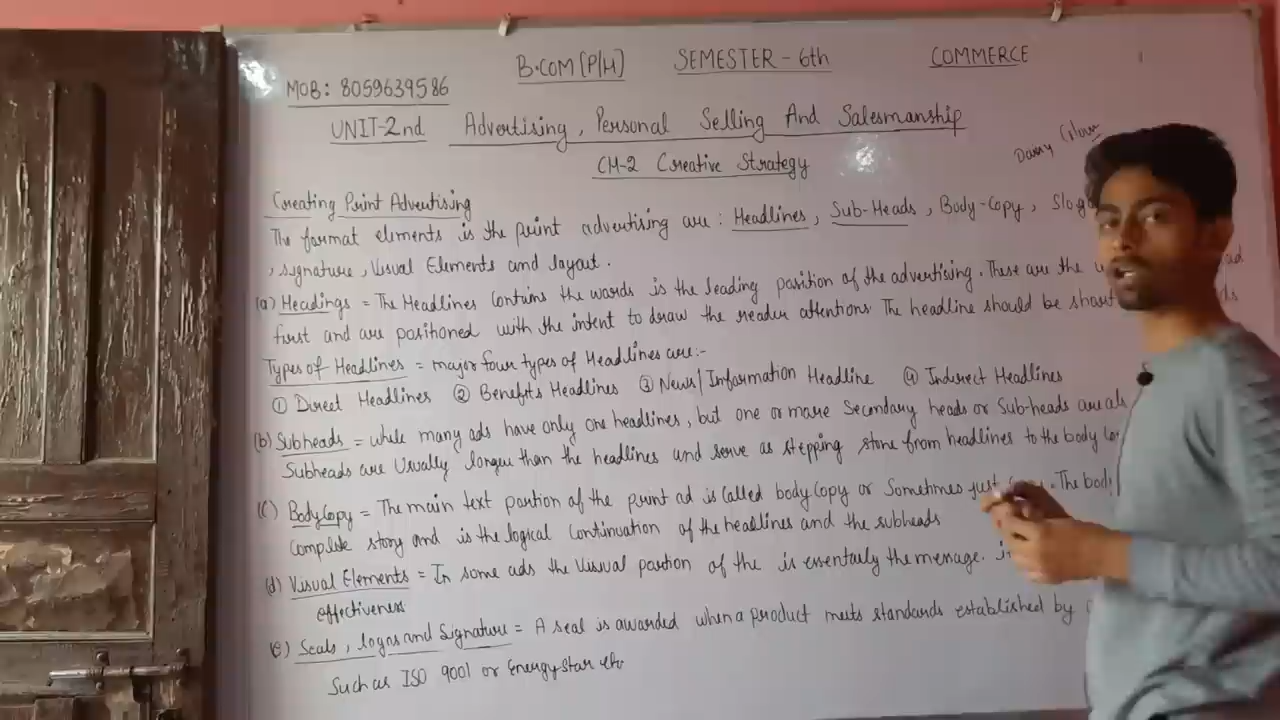 B.COM (P/H) SEMESTER - 6th COMMERCE
MOB: 8059639586
UNIT-2nd Advertising, Personal Selling And Salesmanship
CH-2 Creative Strategy
Creating Print Advertising
The format elments is the print advertising are: Headlines, Sub-Heads, Body-Copy,
, signature, Visual Elements and layout.
(a) Headings = The Headlines contains the words is the leading position of the advertising. These are the
first and are positioned with the intent to draw the reader attentions The headline should be short
Types of Headlines = major four types of Headlines are:-
① Direct Headlines ② Benefits Headlines ③ News/Information Headline ④ Indirect Headlines
(b) Subheads = while many ads have only one headlines, but one or more Secondary heads or Sub-heads are
Subheads are Usually longer than the headlines and serve as stepping stone from headlines to the body
(C) Bodycopy = The main text portion of the print ad is called body copy or Sometimes just . The
Complete story and is the logical Continuation of the headlines and the subheads
(d) Visual Elements = In some ads the Visual portion of the is essentially the message.
effectiveness
(e) Seals, logos and Signature = A seal is awarded when a product meets standards established by
Such as ISO 9001 or Energy Star etc